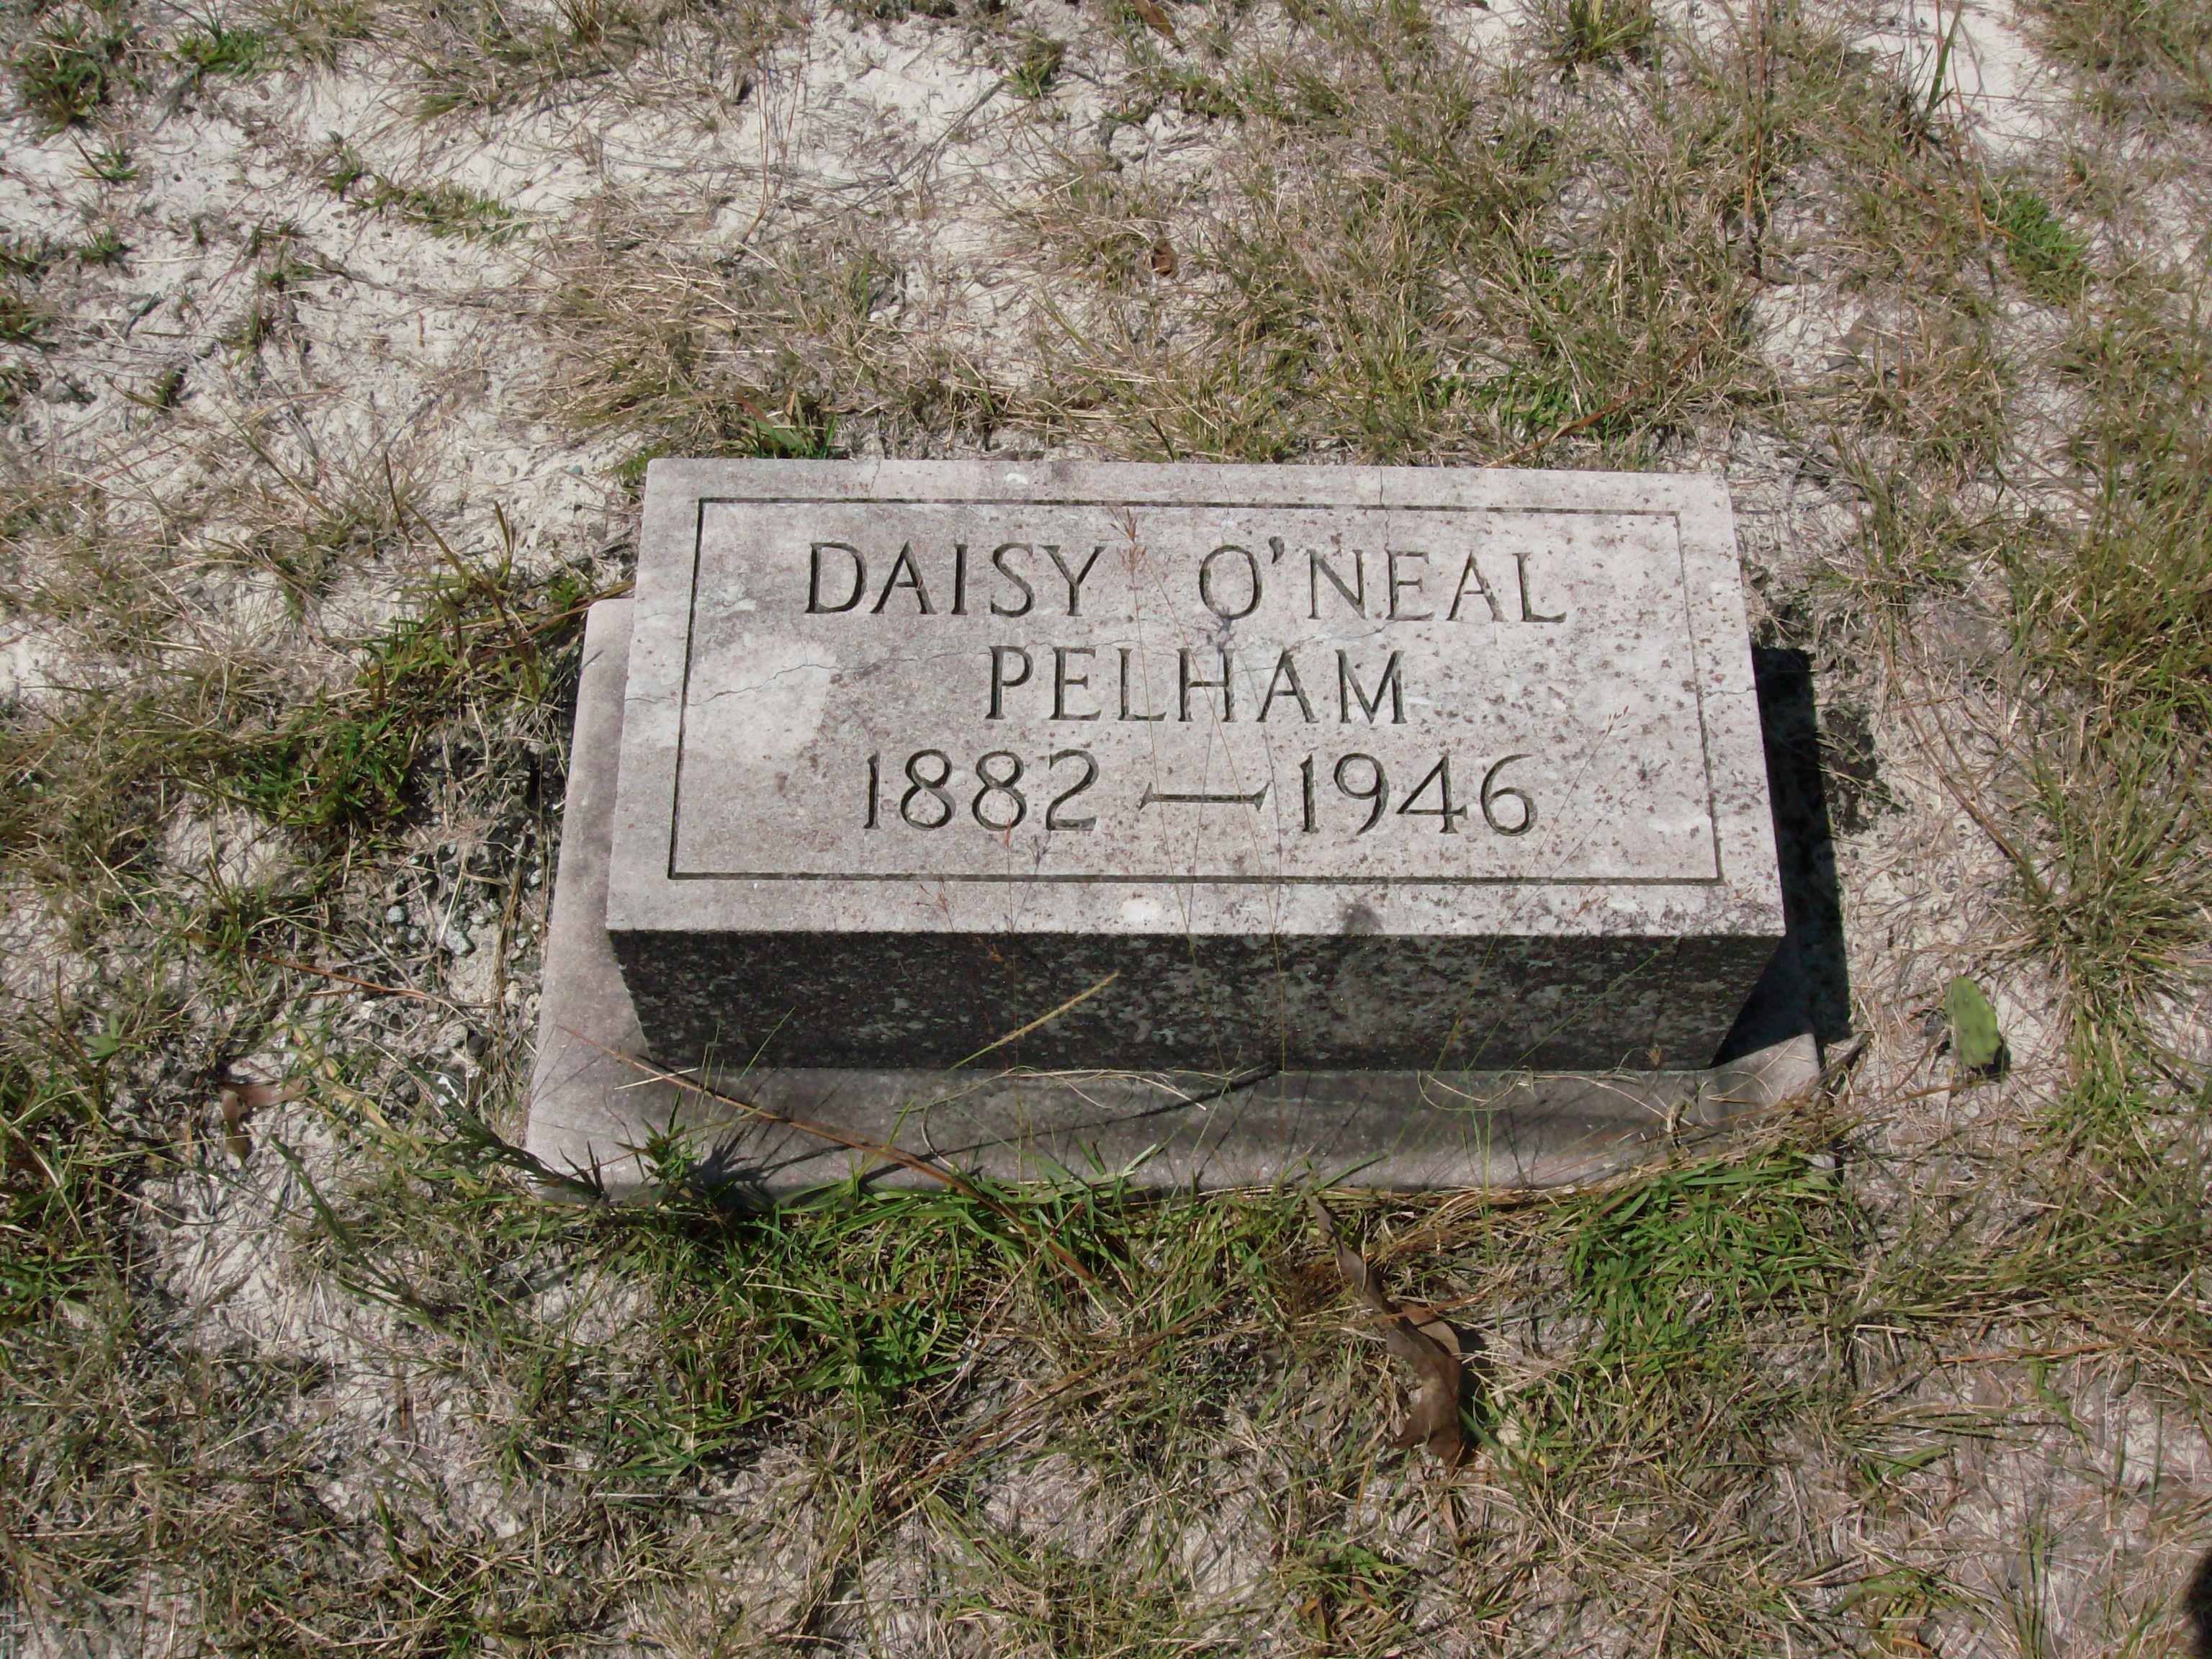 DAISY O'NEAL
PELHAM
1882 — 1946